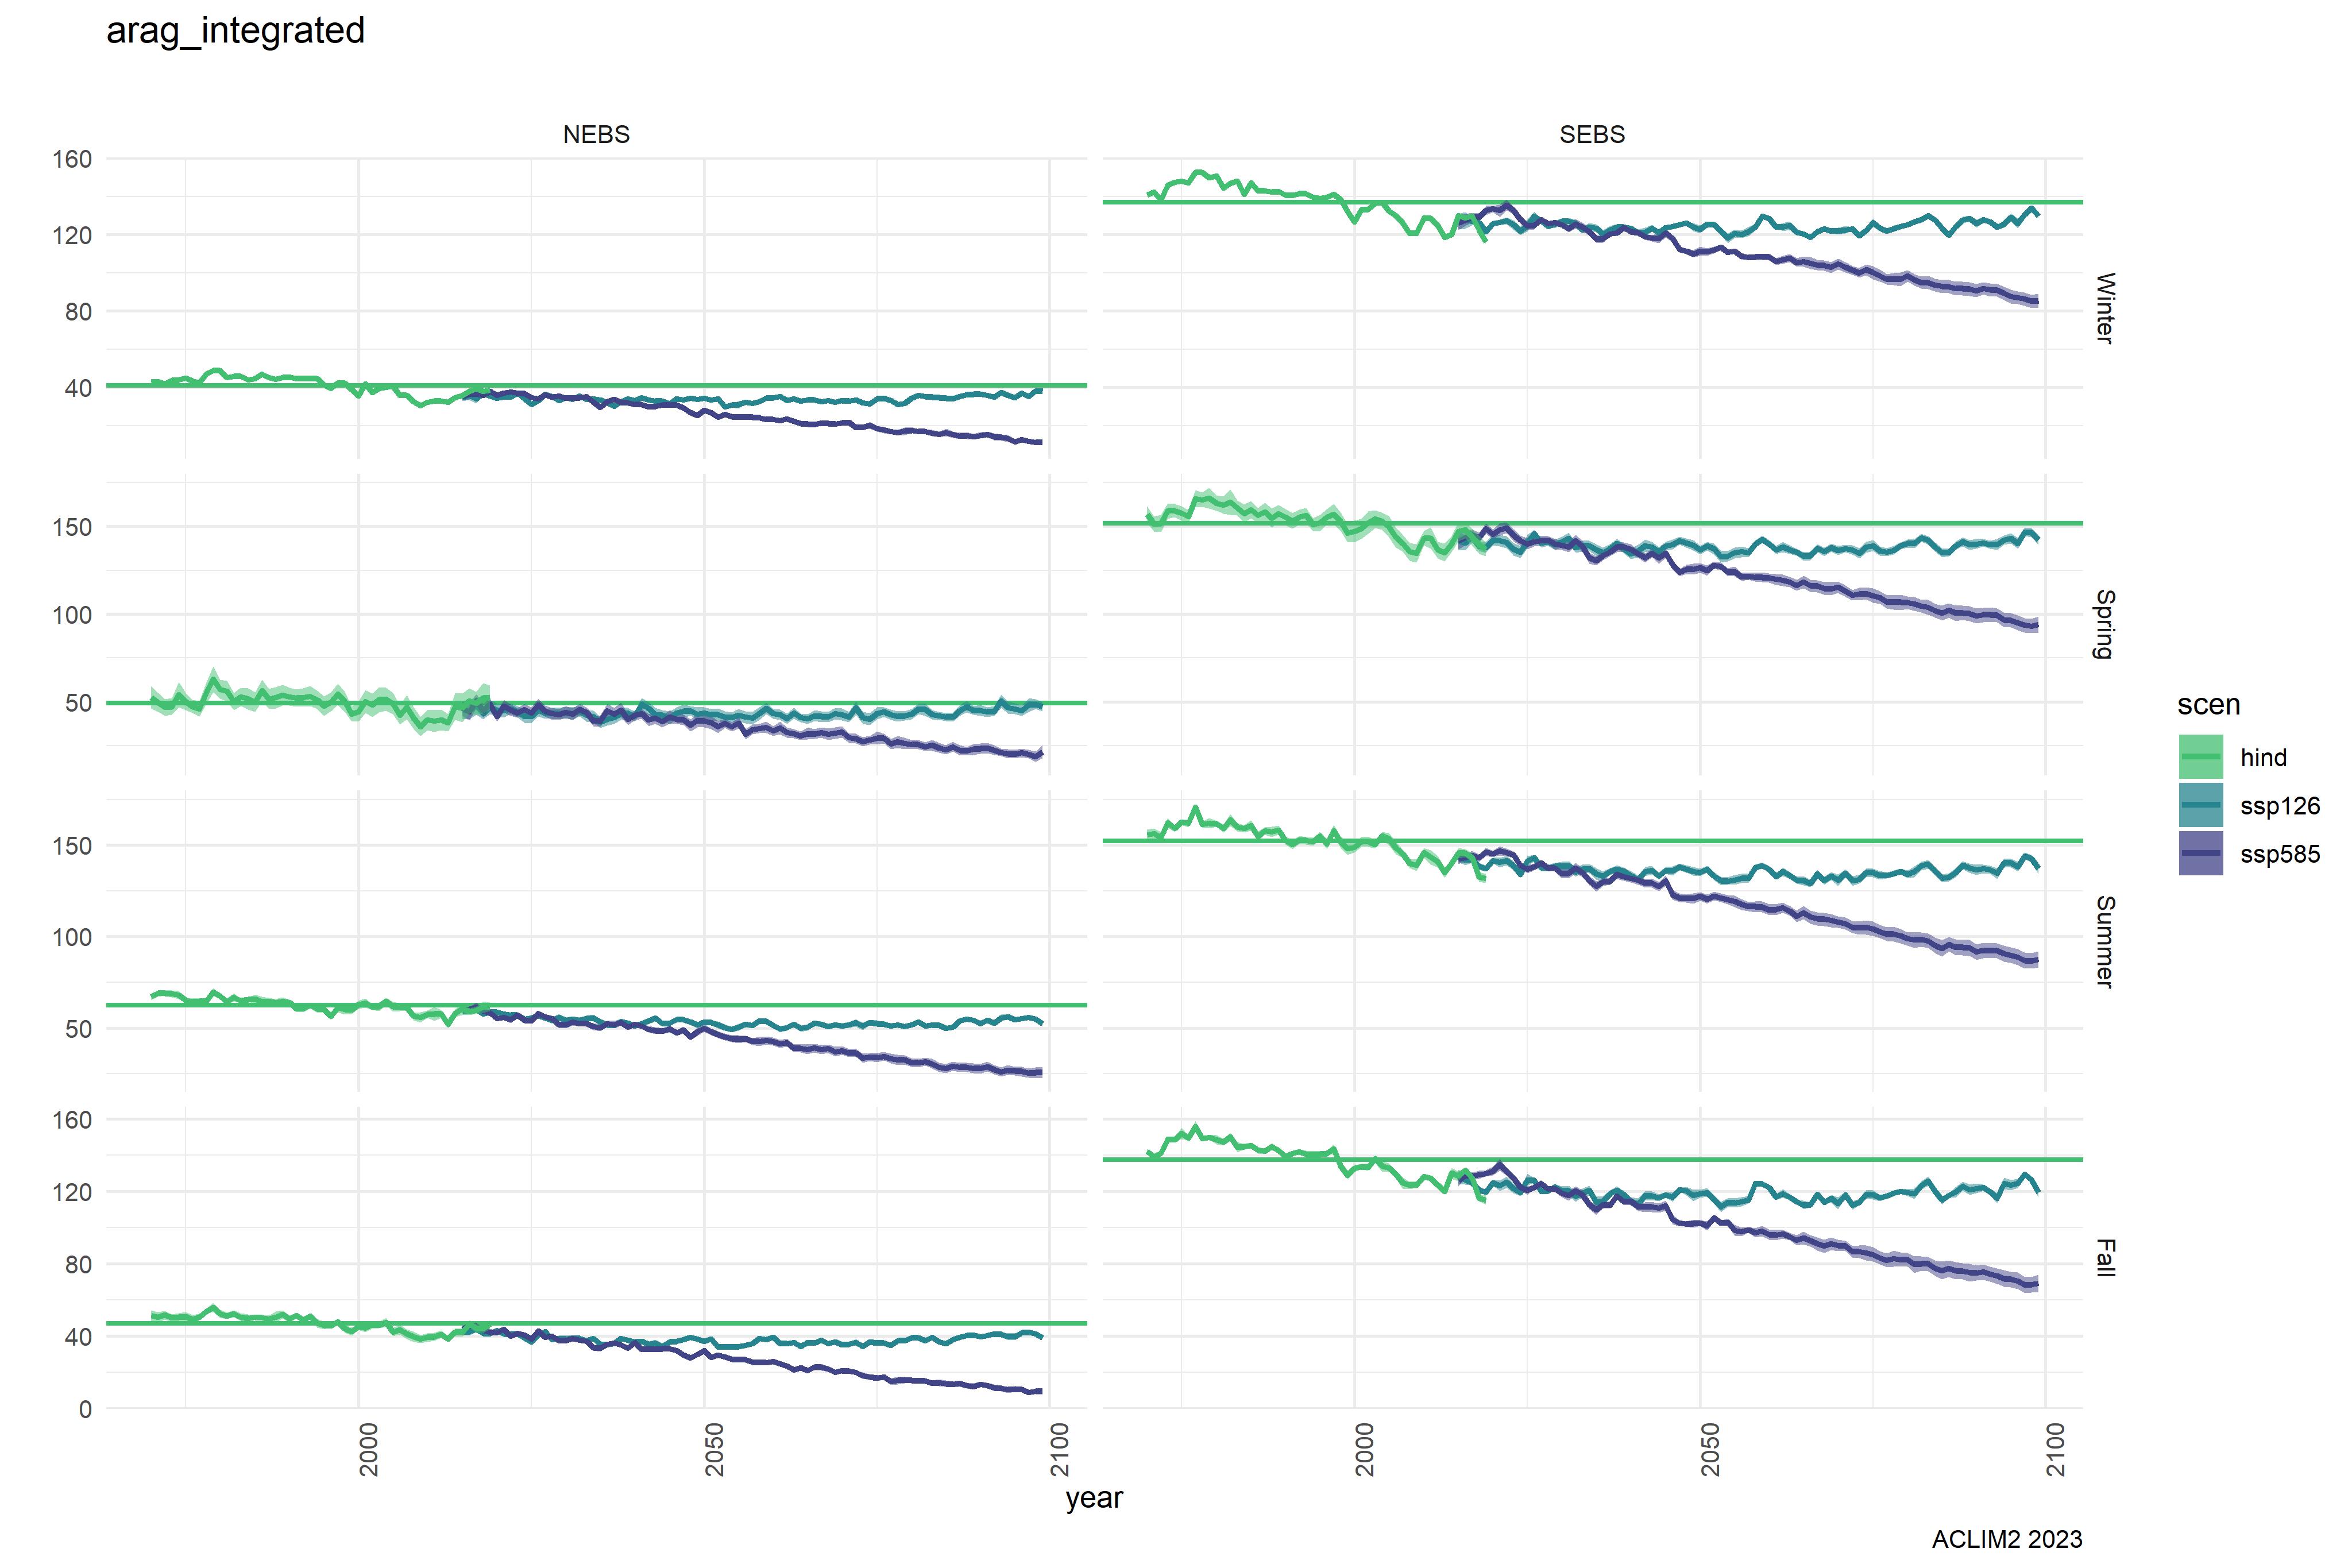 arag_integrated
NEBS
SEBS
160
120
80
40
Winter
150
100
50
Spring
150
100
50
Summer
160
120
80
40
0
Fall
2000
2050
2100
2000
2050
2100
year
scen
hind
ssp126
ssp585
ACLIM2 2023